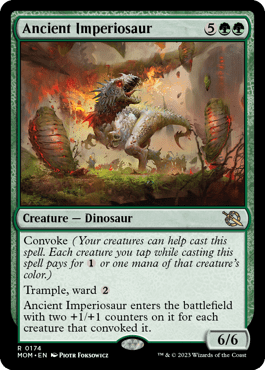 Ancient Imperiosaur 5
Creature — Dinosaur
Convoke (Your creatures can help cast this
spell. Each creature you tap while casting this
spell pays for 1 or one mana of that creature's
color.)
Trample, ward 2
Ancient Imperiosaur enters the battlefield
with two +1/+1 counters on it for each
creature that convoked it.
6/6
R 0174
MOM • EN Piotr Foksowicz
™ & © 2023 Wizards of the Coast